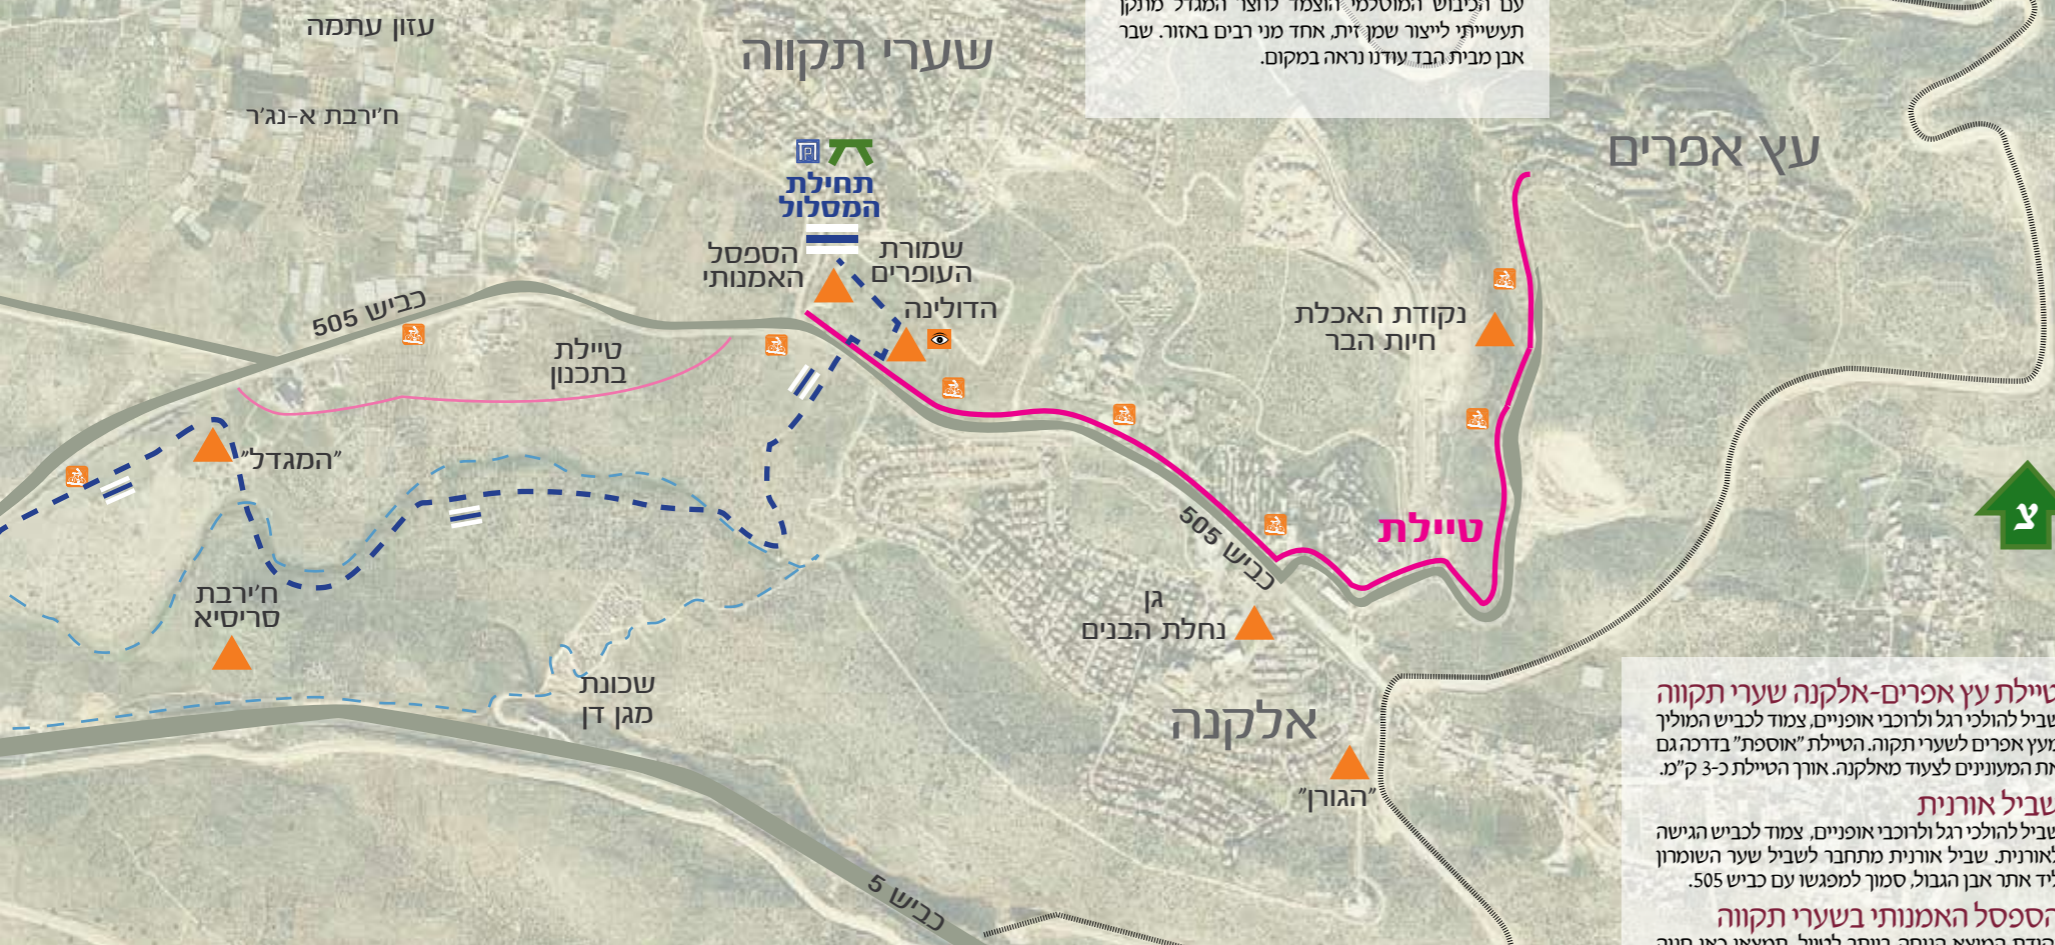 עם הכיבוש המוסלמי הוצמד לחצר המגדל מתקן
תעשייתי לייצור שמן זית, אחד מני רבים באזור. שבר
אבן מבית הבד עודנו נראה במקום.
עזון עתמה
שערי תקווה
ח'ירבת א-נג'ר
עץ אפרים
P
תחילת
המסלול
שמורת
העופרים
הספסל
האמנותי
הדולינה
כביש 505
נקודת האכלת
חיות הבר
טיילת
בתכנון
"המגדל"
טיילת
כביש 505
צ
ח'ירבת
סריסיא
גן
נחלת הבנים
שכונת
מגן דן
אלקנה
"הגורן"
כביש 5
טיילת עץ אפרים-אלקנה שערי תקווה
שביל להולכי רגל ולרוכבי אופניים, צמוד לכביש המוליך
מעץ אפרים לשערי תקוה. הטיילת "אוספת" בדרכה גם
את המעונינים לצעוד מאלקנה. אורך הטיילת כ-3 ק"מ.
שביל אורנית
שביל להולכי רגל ולרוכבי אופניים, צמוד לכביש הגישה
לאורנית. שביל אורנית מתחבר לשביל שער השומרון
ליד אתר אבן הגבול, סמוך למפגשו עם כביש 505.
הספסל האמנותי בשערי תקווה